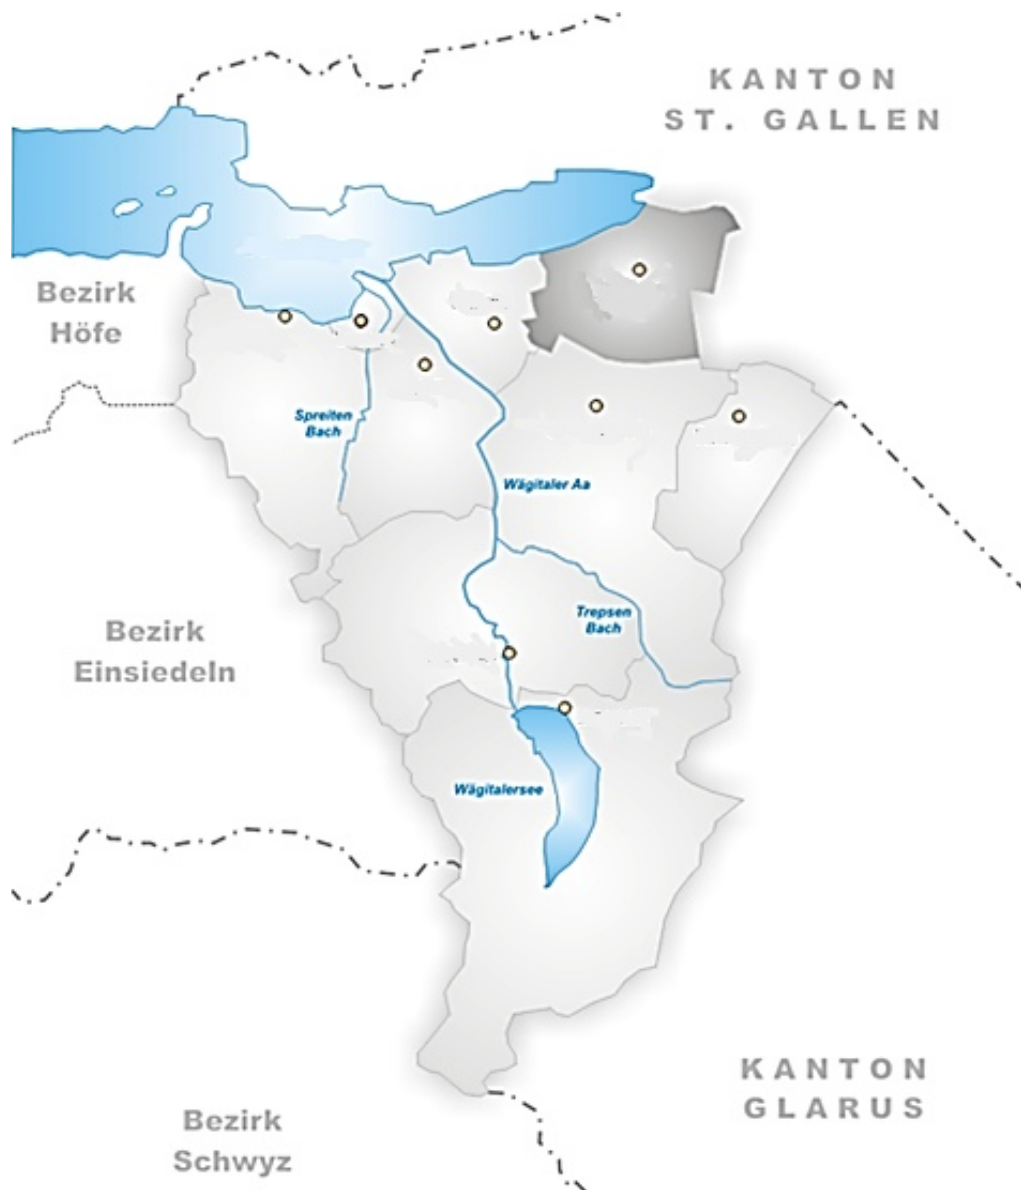 KANTON
ST. GALLEN
Bezirk
Höfe
Spreiten
Bach
Wägitaler Aa
Trepsen
Bach
Bezirk
Einsiedeln
Wägitalersee
KANTON
GLARUS
Bezirk
Schwyz